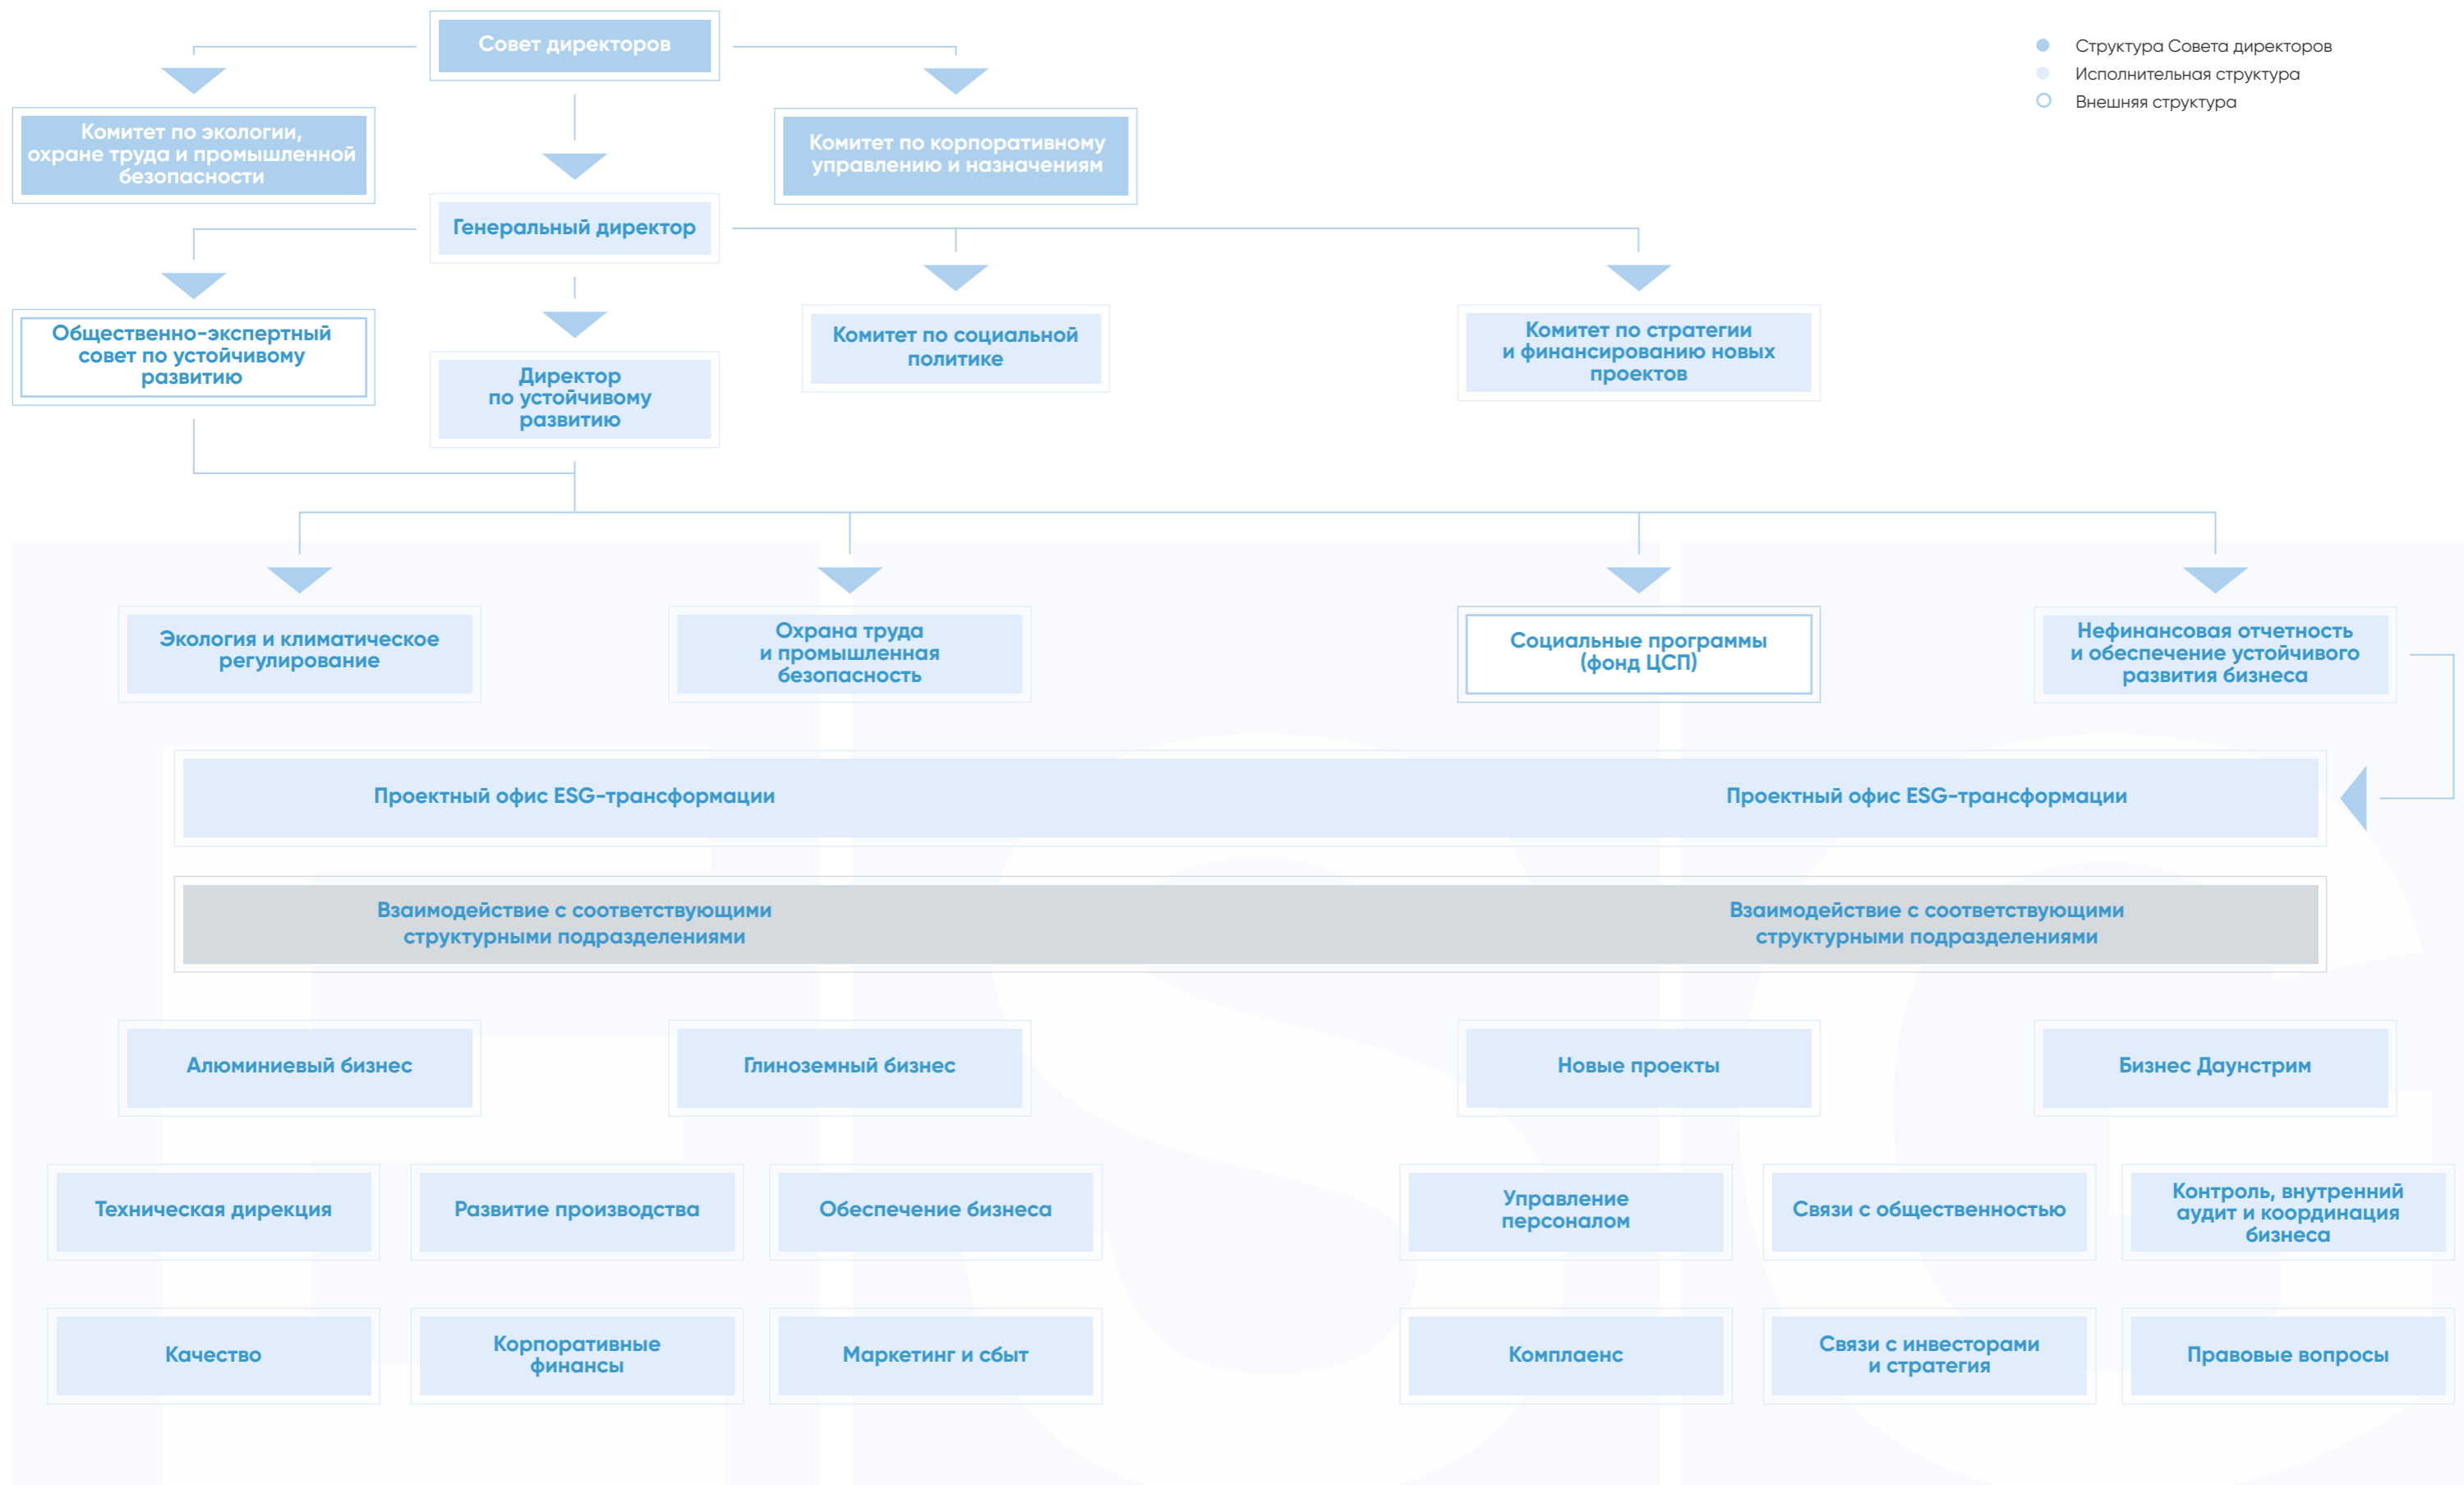 Совет директоров
Структура Совета директоров
Исполнительная структура
Внешняя структура
Комитет по экологии,
охране труда и промышленной
безопасности
Комитет по корпоративному
управлению и назначениям
Генеральный директор
Общественно-экспертный
совет по устойчивому
развитию
Директор
по устойчивому
развитию
Комитет по социальной
политике
Комитет по стратегии
и финансированию новых
проектов
Экология и климатическое
регулирование
Охрана труда
и промышленная
безопасность
Социальные программы
(фонд ЦСП)
Нефинансовая отчетность
и обеспечение устойчивого
развития бизнеса
Проектный офис ESG-трансформации
Проектный офис ESG-трансформации
Взаимодействие с соответствующими
структурными подразделениями
Взаимодействие с соответствующими
структурными подразделениями
Алюминиевый бизнес
Глиноземный бизнес
Новые проекты
Бизнес Даунстрим
Техническая дирекция
Развитие производства
Обеспечение бизнеса
Управление
персоналом
Связи с общественностью
Контроль, внутренний
аудит и координация
бизнеса
Качество
Корпоративные
финансы
Маркетинг и сбыт
Комплаенс
Связи с инвесторами
и стратегия
Правовые вопросы
E S G